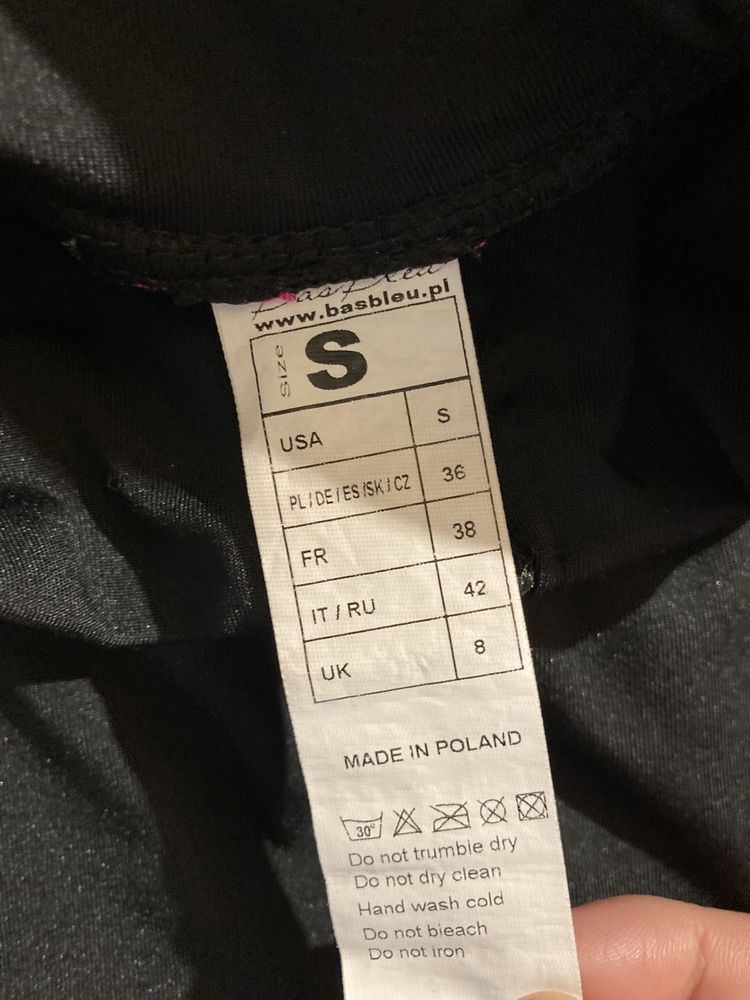 BasBleu
www.basbleu.pl
Size S
USA S
PL/DE/ES/SK/CZ 36
FR 38
IT / RU 42
UK 8
MADE IN POLAND
30°
Do not trumble dry
Do not dry clean
Hand wash cold
Do not bleach
Do not iron